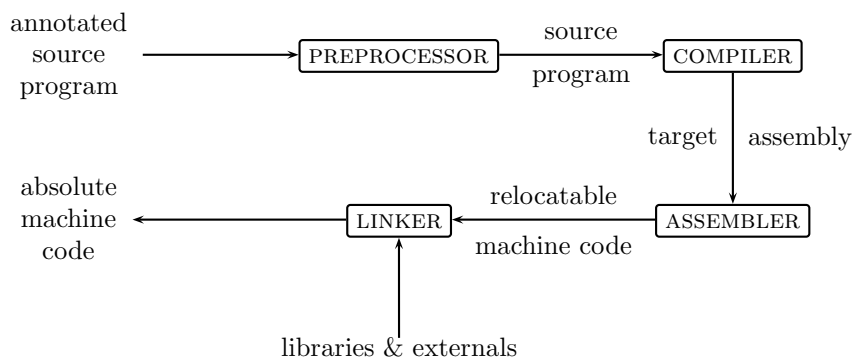 annotated
source
program
PREPROCESSOR
source
program
COMPILER
target assembly
absolute
machine
code
LINKER
relocatable
machine code
ASSEMBLER
libraries & externals